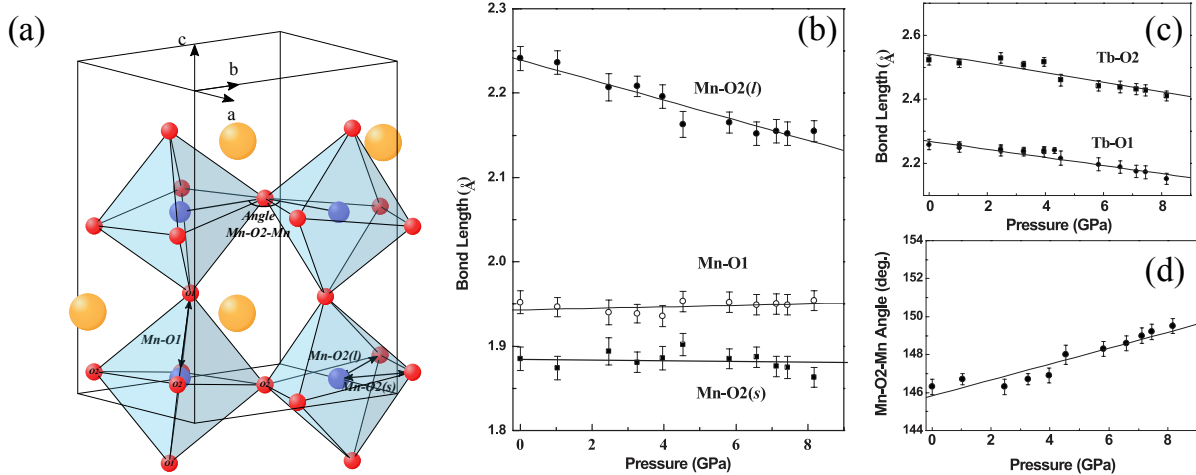 (a)
c
b
a
Angle
Mn-O2-Mn
O1
Mn-O1
O2
O2
O2
Mn-O2(l)
Mn-O2(s)
O1
(b)
Bond Length (Å)
2.3
2.2
2.1
2.0
1.9
1.8
Mn-O2(l)
Mn-O1
Mn-O2(s)
0 2 4 6 8
Pressure (GPa)
(c)
Bond Length (Å)
2.6
2.4
2.2
Tb-O2
Tb-O1
0 2 4 6 8
Pressure (GPa)
(d)
Mn-O2-Mn Angle (deg.)
154
152
150
148
146
144
0 2 4 6 8
Pressure (GPa)